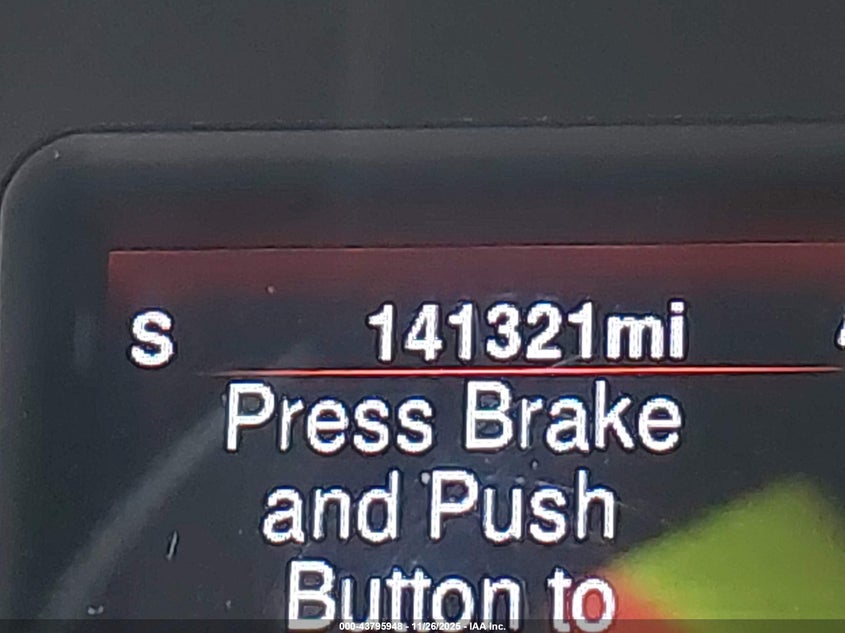 S 141321mi
Press Brake
and Push
Button to
000-43795948 - 11/26/2025 - IAA Inc.